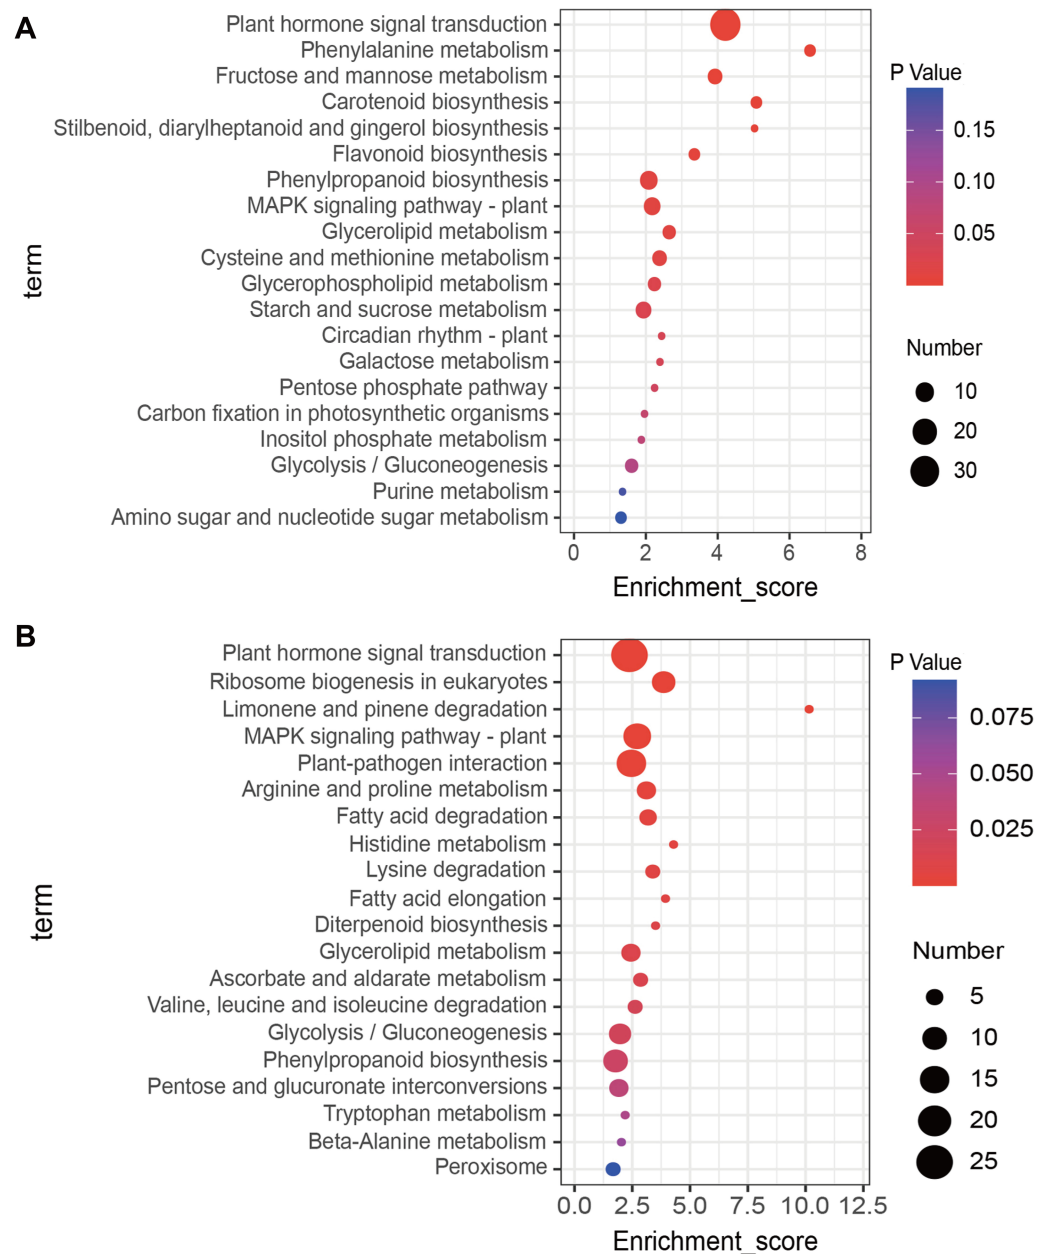 A
Plant hormone signal transduction
Phenylalanine metabolism
Fructose and mannose metabolism
Carotenoid biosynthesis
Stilbenoid, diarylheptanoid and gingerol biosynthesis
Flavonoid biosynthesis
Phenylpropanoid biosynthesis
MAPK signaling pathway - plant
Glycerolipid metabolism
Cysteine and methionine metabolism
Glycerophospholipid metabolism
Starch and sucrose metabolism
Circadian rhythm - plant
Galactose metabolism
Pentose phosphate pathway
Carbon fixation in photosynthetic organisms
Inositol phosphate metabolism
Glycolysis / Gluconeogenesis
Purine metabolism
Amino sugar and nucleotide sugar metabolism
term
0 2 4 6 8
Enrichment_score
P Value
0.15
0.10
0.05
Number
10
20
30
B
Plant hormone signal transduction
Ribosome biogenesis in eukaryotes
Limonene and pinene degradation
MAPK signaling pathway - plant
Plant-pathogen interaction
Arginine and proline metabolism
Fatty acid degradation
Histidine metabolism
Lysine degradation
Fatty acid elongation
Diterpenoid biosynthesis
Glycerolipid metabolism
Ascorbate and aldarate metabolism
Valine, leucine and isoleucine degradation
Glycolysis / Gluconeogenesis
Phenylpropanoid biosynthesis
Pentose and glucuronate interconversions
Tryptophan metabolism
Beta-Alanine metabolism
Peroxisome
term
0.0 2.5 5.0 7.5 10.0 12.5
Enrichment_score
P Value
0.075
0.050
0.025
Number
5
10
15
20
25